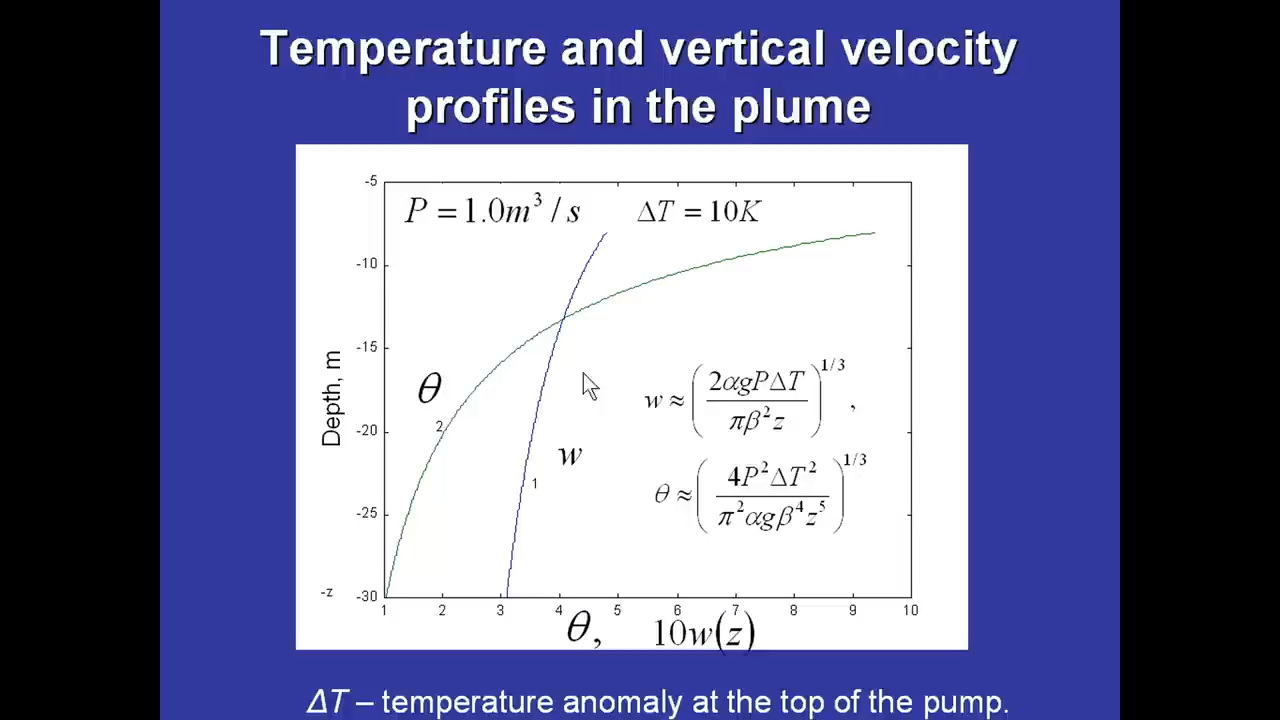 Temperature and vertical velocity
profiles in the plume
P = 1.0m³ / s ΔT = 10K
-5
-10
-15
-20
-25
-30
Depth, m
-z
θ
2
w
1
w ≈ (2αgPΔT / πβ²z)^1/3 ,
θ ≈ (4P²ΔT² / π²αgβ⁴z⁵)^1/3
1 2 3 4 5 6 7 8 9 10
θ, 10w(z)
ΔT – temperature anomaly at the top of the pump.